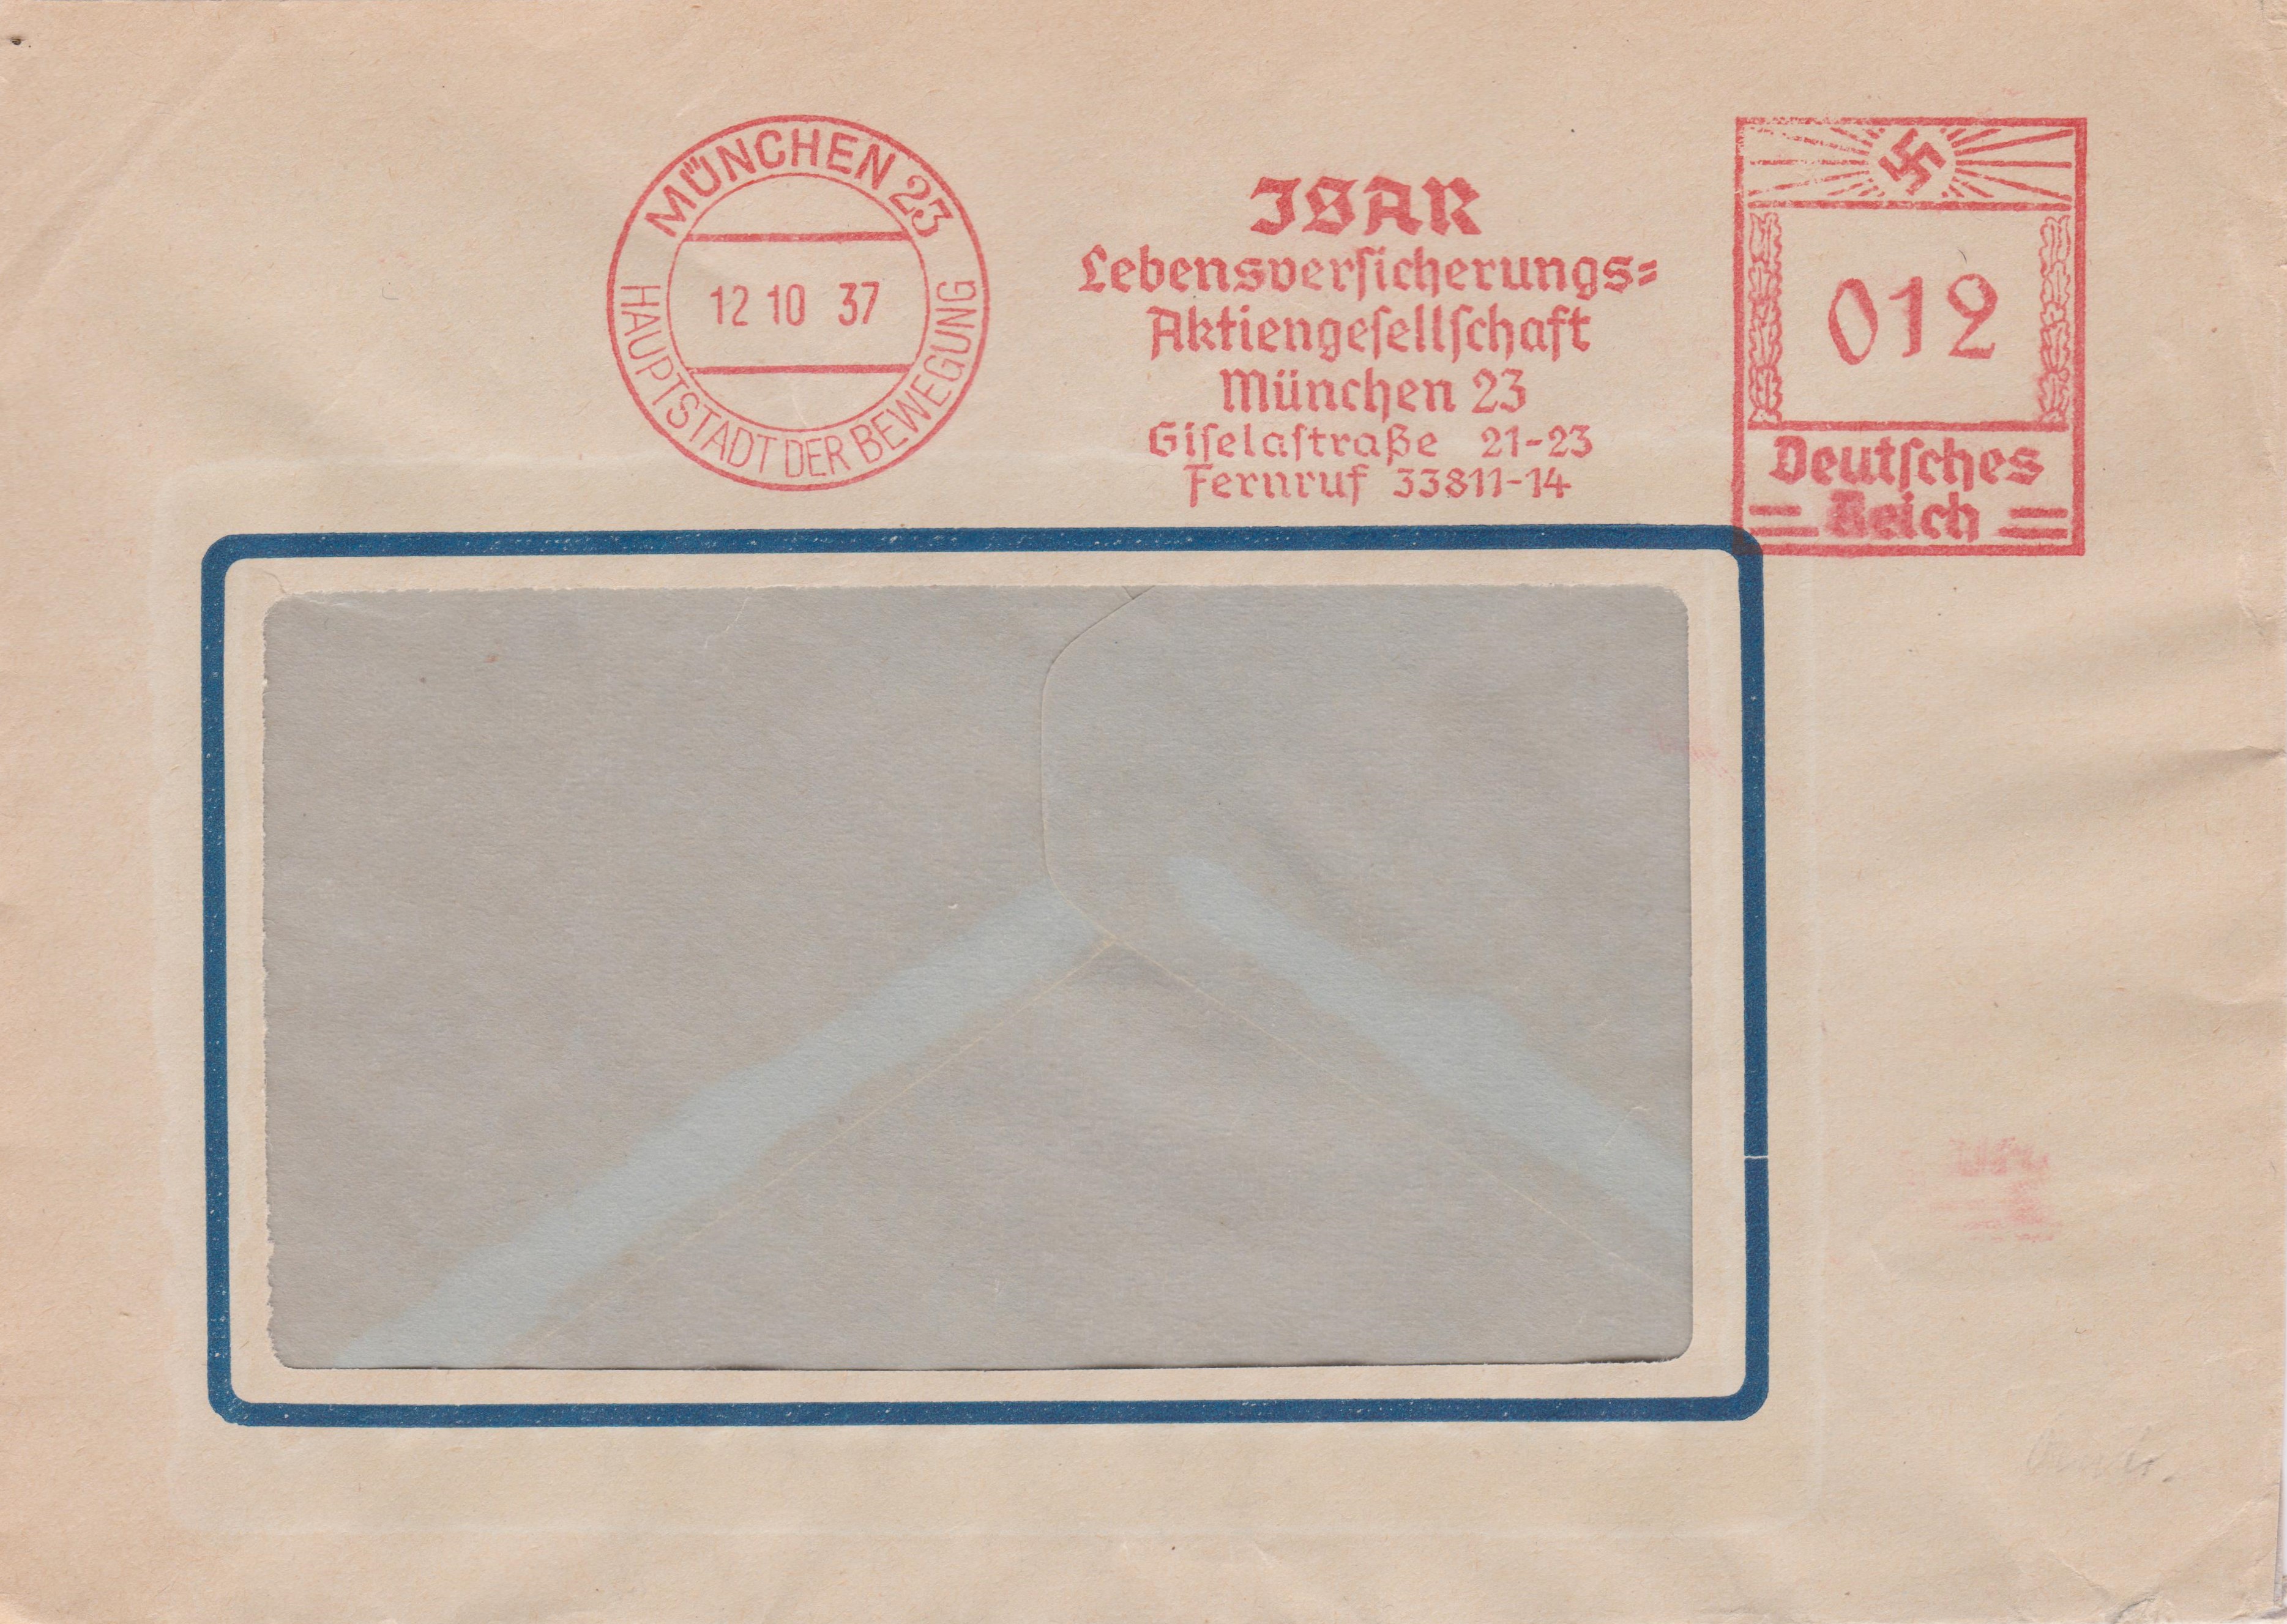 MÜNCHEN 23
12 10 37
HAUPTSTADT DER BEWEGUNG
ISAR
Lebensverſicherungs=
Aktiengeſellſchaft
München 23
Giſelaſtraße 21-23
Fernruf 33811-14
012
Deutſches
Reich